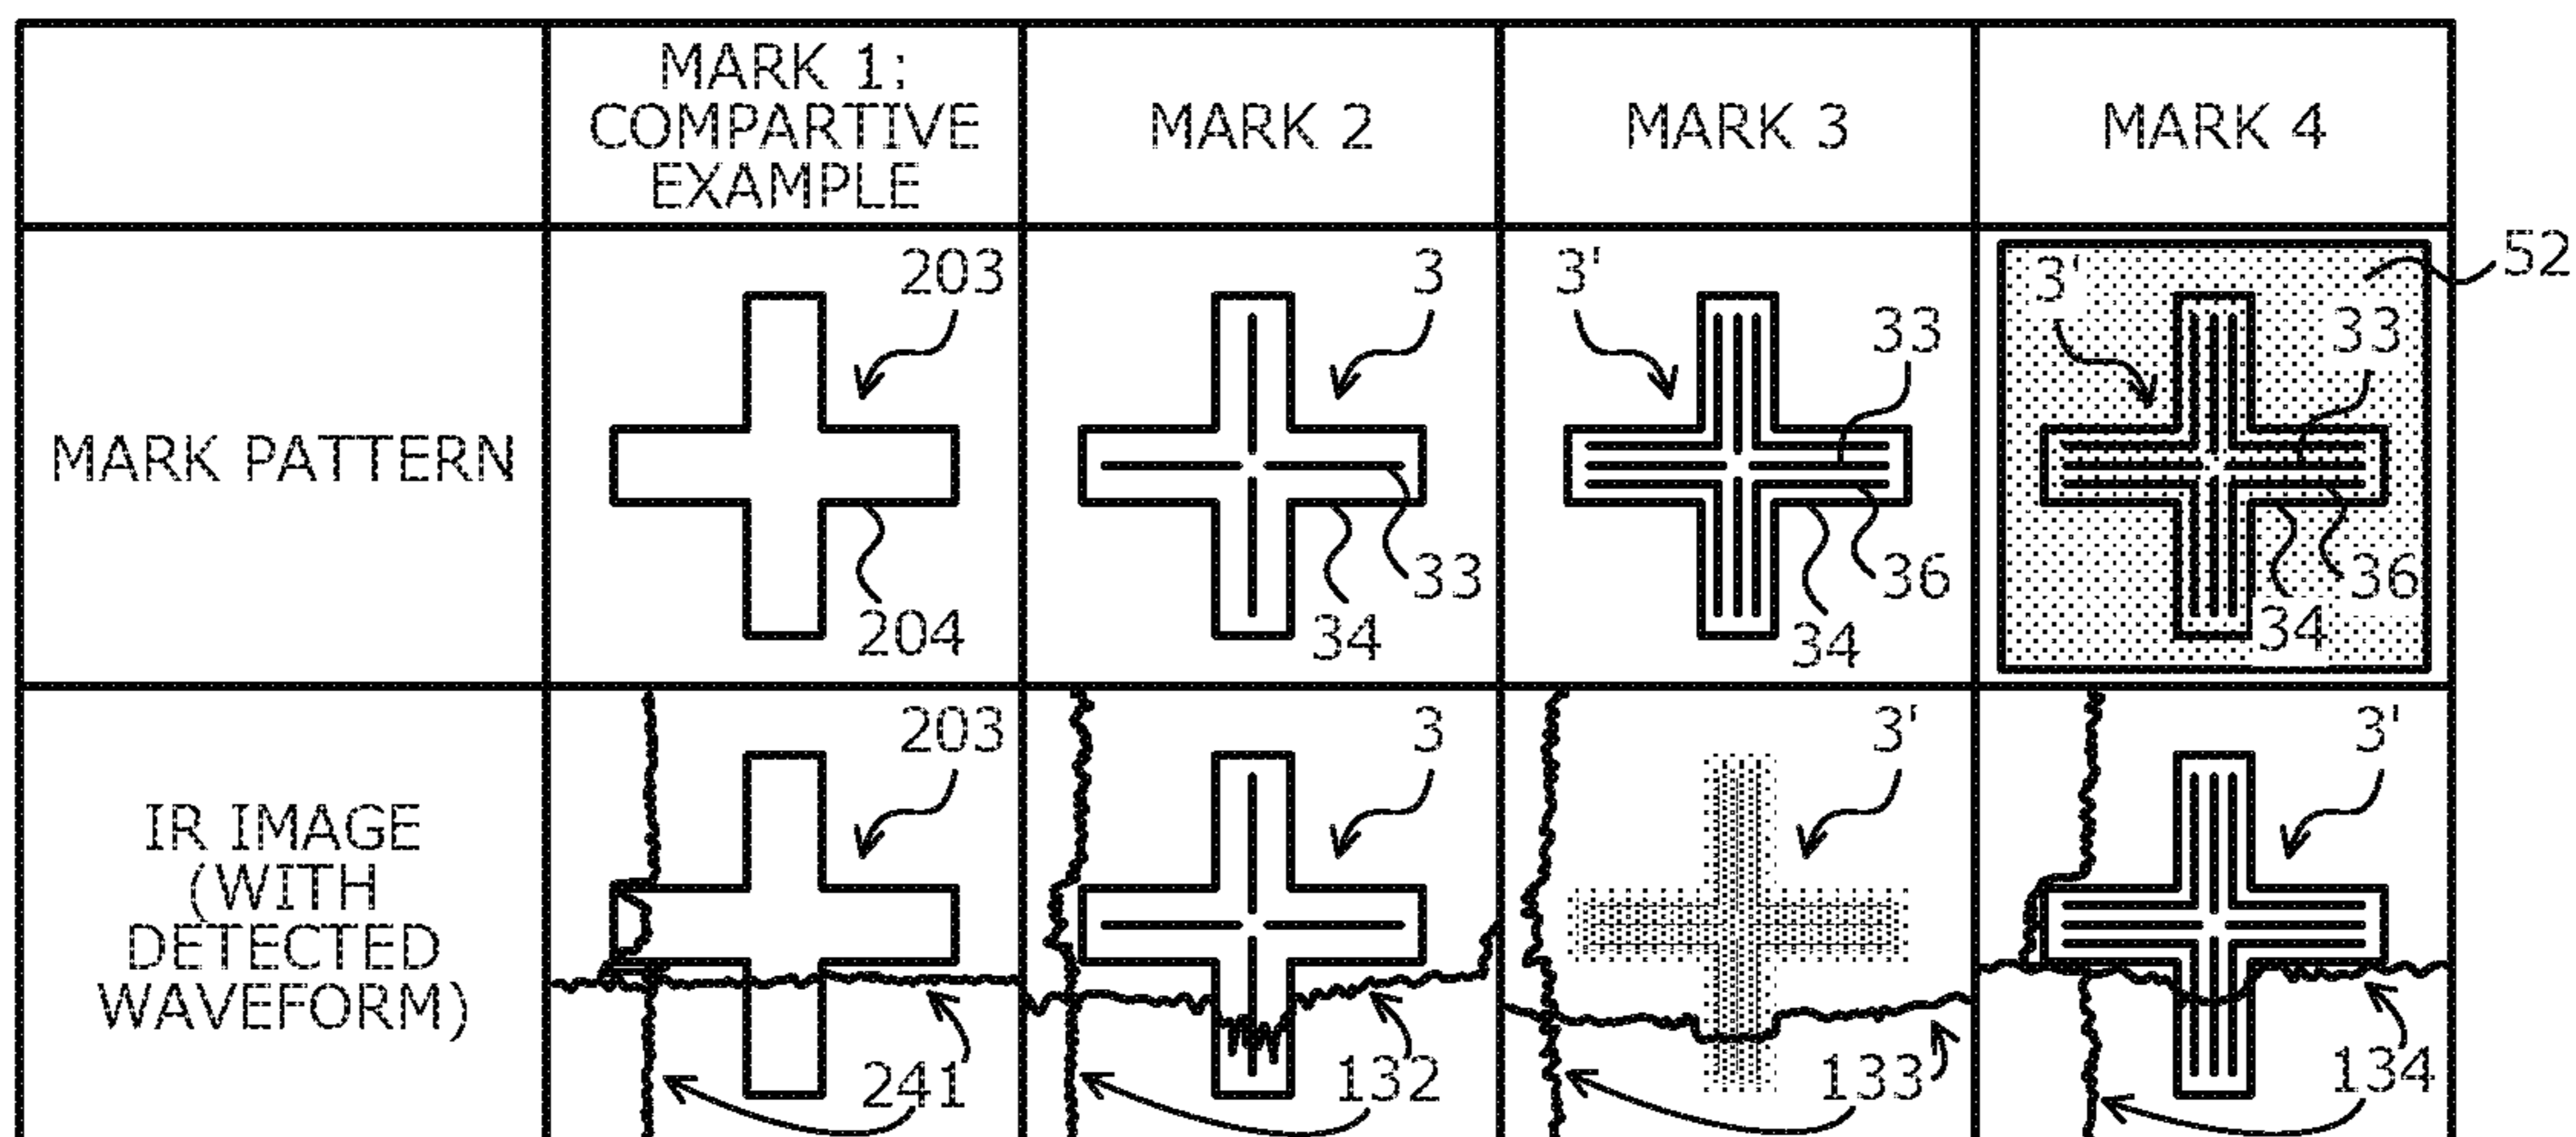 MARK 1:
COMPARTIVE
EXAMPLE
MARK 2
MARK 3
MARK 4
MARK PATTERN
203
204
3
33
34
3'
33
36
34
3'
33
36
34
52
IR IMAGE
(WITH
DETECTED
WAVEFORM)
203
241
3
132
3'
133
3'
134